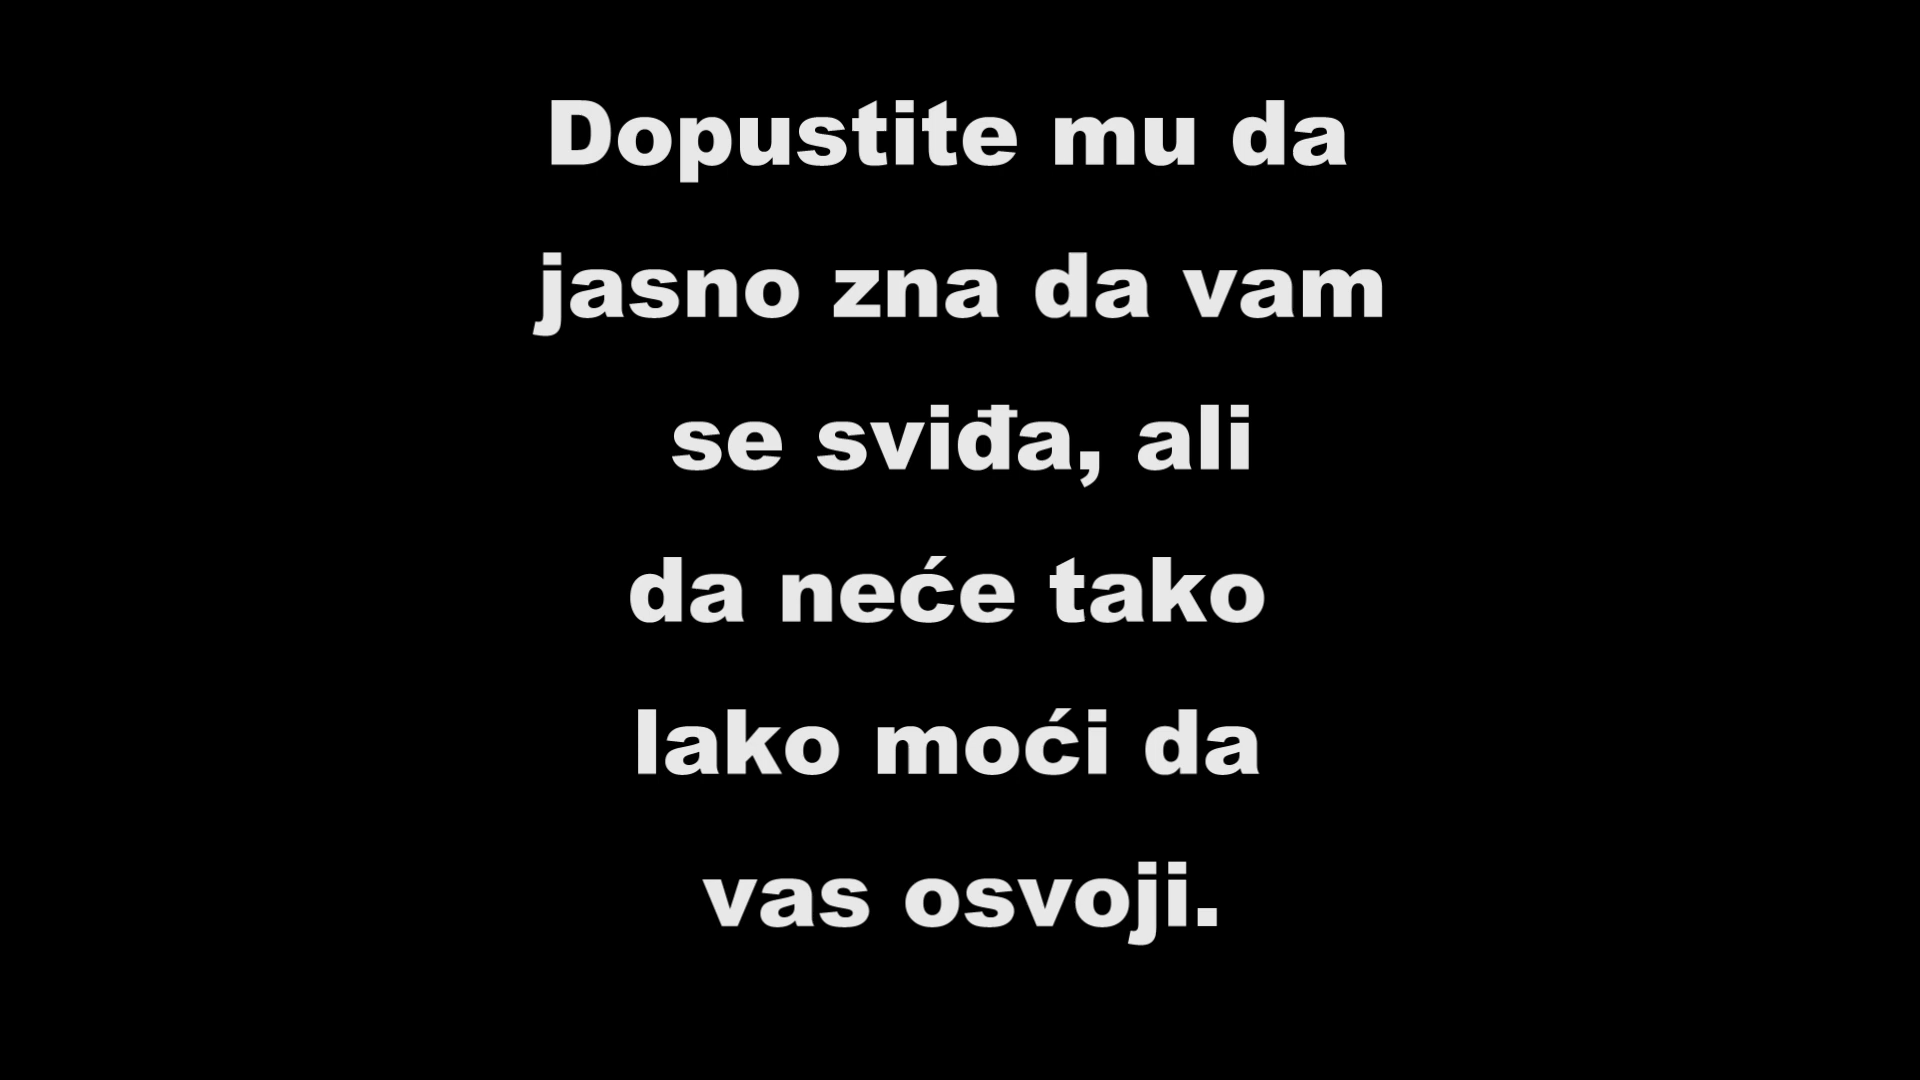 Dopustite mu da
jasno zna da vam
se sviđa, ali
da neće tako
lako moći da
vas osvoji.